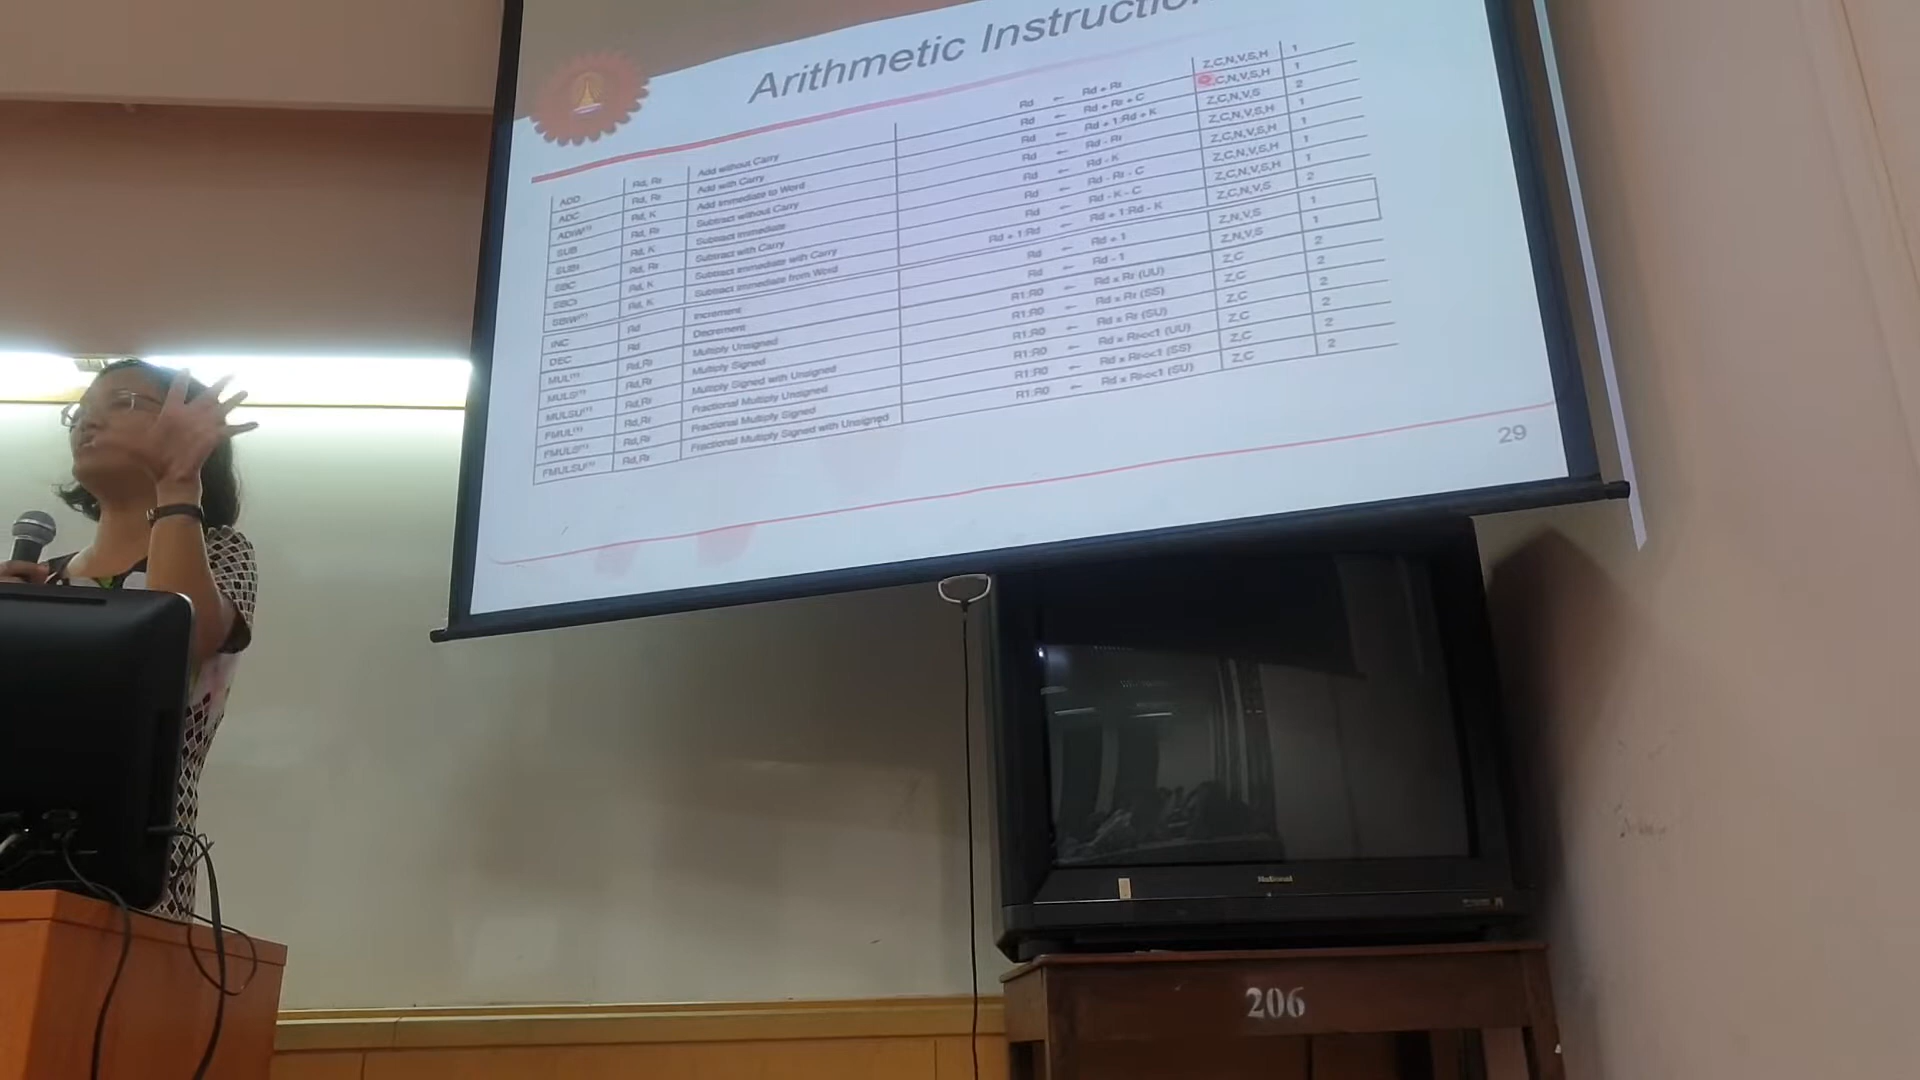 Arithmetic Instructio
ADD Rd, Rr Add without Carry Rd ← Rd + Rr Z,C,N,V,S,H 1
ADC Rd, Rr Add with Carry Rd ← Rd + Rr + C Z,C,N,V,S,H 1
ADIW(1) Rd, K Add Immediate to Word Rd ← Rd + 1:Rd + K Z,C,N,V,S 2
SUB Rd, Rr Subtract without Carry Rd ← Rd - Rr Z,C,N,V,S,H 1
SUBI Rd, K Subtract Immediate Rd ← Rd - K Z,C,N,V,S,H 1
SBC Rd, Rr Subtract with Carry Rd ← Rd - Rr - C Z,C,N,V,S,H 1
SBCI Rd, K Subtract Immediate with Carry Rd ← Rd - K - C Z,C,N,V,S,H 1
SBIW(1) Rd, K Subtract Immediate from Word Rd + 1:Rd ← Rd + 1:Rd - K Z,C,N,V,S 2
INC Rd Increment Rd ← Rd + 1 Z,N,V,S 1
DEC Rd Decrement Rd ← Rd - 1 Z,N,V,S 1
MUL(1) Rd,Rr Multiply Unsigned R1:R0 ← Rd x Rr (UU) Z,C 2
MULS(1) Rd,Rr Multiply Signed R1:R0 ← Rd x Rr (SS) Z,C 2
MULSU(1) Rd,Rr Multiply Signed with Unsigned R1:R0 ← Rd x Rr (SU) Z,C 2
FMUL(1) Rd,Rr Fractional Multiply Unsigned R1:R0 ← Rd x Rr<<1 (UU) Z,C 2
FMULS(1) Rd,Rr Fractional Multiply Signed R1:R0 ← Rd x Rr<<1 (SS) Z,C 2
FMULSU(1) Rd,Rr Fractional Multiply Signed with Unsigned R1:R0 ← Rd x Rr<<1 (SU) Z,C 2
29
National
206